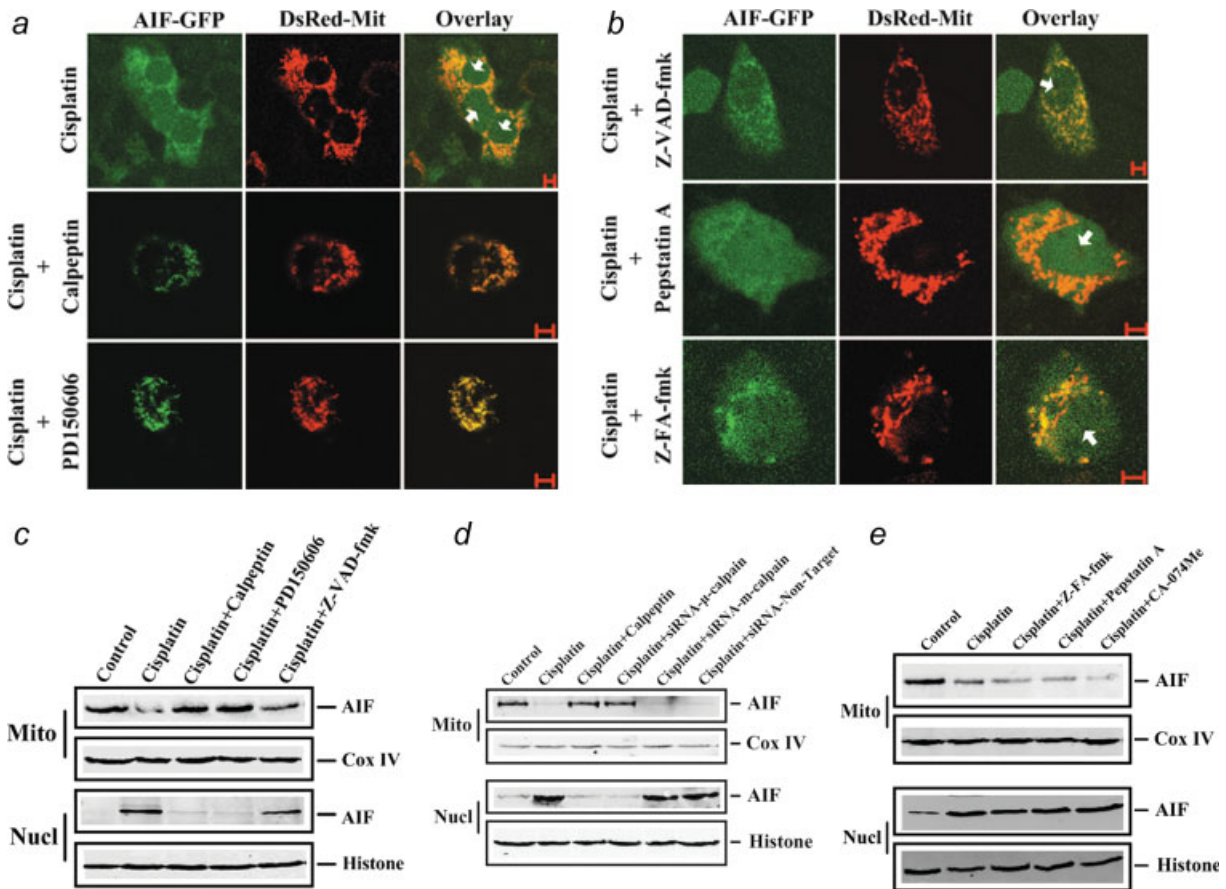 a
AIF-GFP DsRed-Mit Overlay
Cisplatin
Cisplatin + Calpeptin
Cisplatin + PD150606
b
AIF-GFP DsRed-Mit Overlay
Cisplatin + Z-VAD-fmk
Cisplatin + Pepstatin A
Cisplatin + Z-FA-fmk
c
Control
Cisplatin
Cisplatin+Calpeptin
Cisplatin+PD150606
Cisplatin+Z-VAD-fmk
Mito
AIF
Cox IV
Nucl
AIF
Histone
d
Control
Cisplatin
Cisplatin+Calpeptin
Cisplatin+siRNA-μ-calpain
Cisplatin+siRNA-m-calpain
Cisplatin+siRNA-Non-Target
Mito
AIF
Cox IV
Nucl
AIF
Histone
e
Control
Cisplatin
Cisplatin+Z-FA-fmk
Cisplatin+Pepstatin A
Cisplatin+CA-074Me
Mito
AIF
Cox IV
Nucl
AIF
Histone